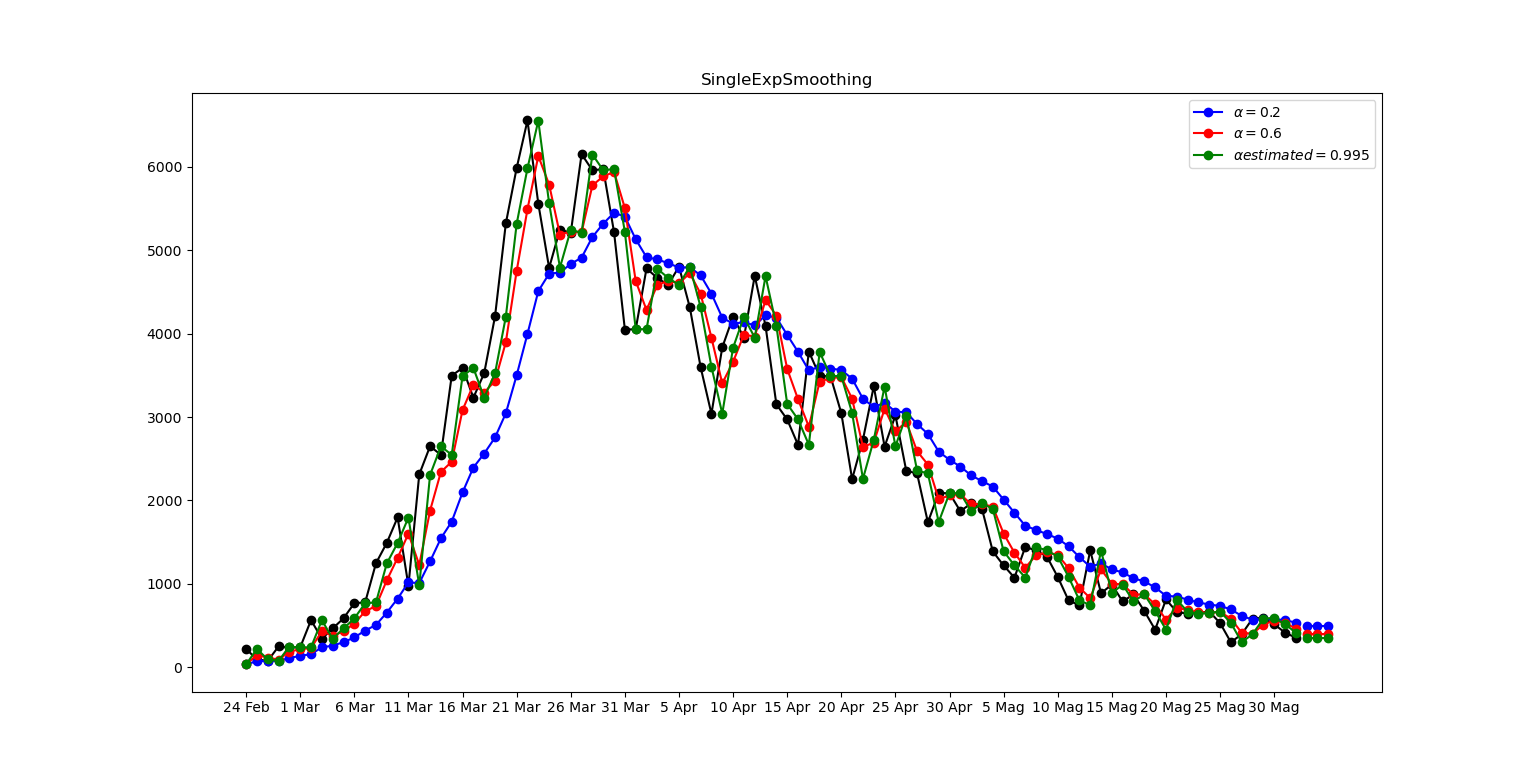 SingleExpSmoothing
α = 0.2
α = 0.6
αestimated = 0.995
6000
5000
4000
3000
2000
1000
0
24 Feb 1 Mar 6 Mar 11 Mar 16 Mar 21 Mar 26 Mar 31 Mar 5 Apr 10 Apr 15 Apr 20 Apr 25 Apr 30 Apr 5 Mag 10 Mag 15 Mag 20 Mag 25 Mag 30 Mag